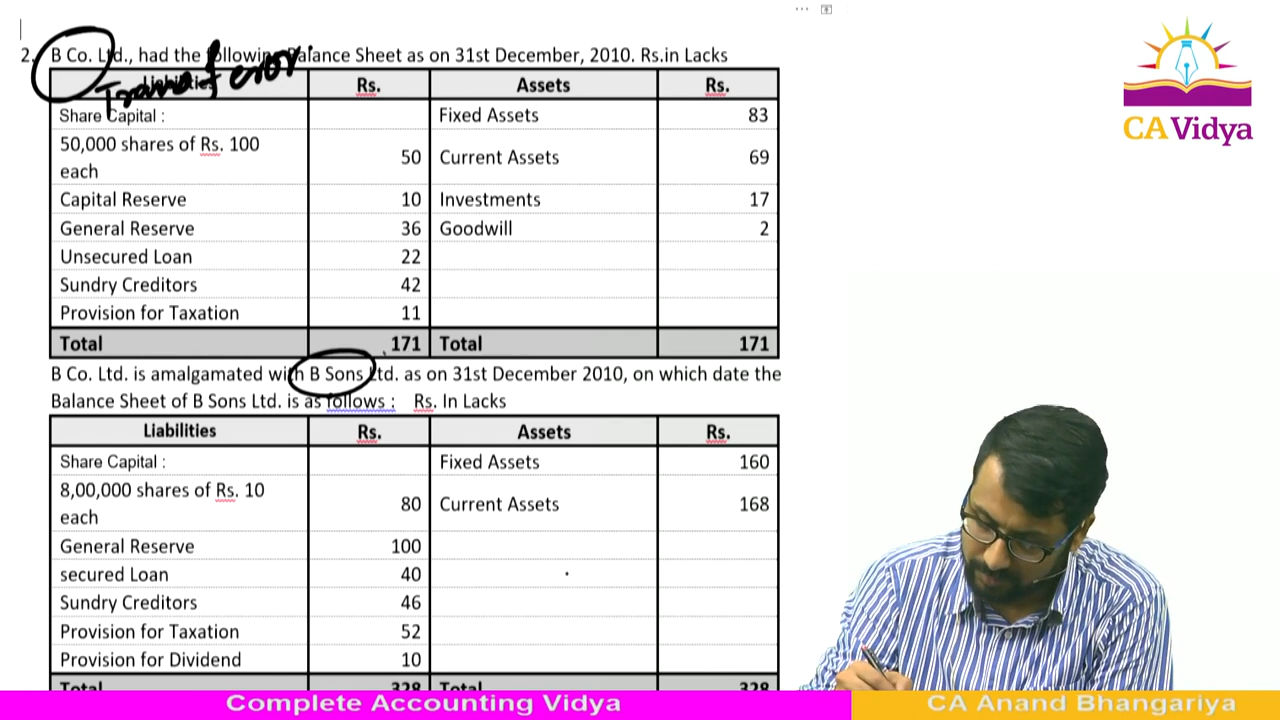 2. B Co. Ltd., had the following Balance Sheet as on 31st December, 2010. Rs.in Lacks
Transferor
Liabilities Rs. Assets Rs.
Share Capital : Fixed Assets 83
50,000 shares of Rs. 100 each 50 Current Assets 69
Capital Reserve 10 Investments 17
General Reserve 36 Goodwill 2
Unsecured Loan 22
Sundry Creditors 42
Provision for Taxation 11
Total 171 Total 171
B Co. Ltd. is amalgamated with B Sons Ltd. as on 31st December 2010, on which date the
Balance Sheet of B Sons Ltd. is as follows : Rs. In Lacks
Liabilities Rs. Assets Rs.
Share Capital : Fixed Assets 160
8,00,000 shares of Rs. 10 each 80 Current Assets 168
General Reserve 100
secured Loan 40
Sundry Creditors 46
Provision for Taxation 52
Provision for Dividend 10
Total 328 Total 328
CA Vidya
Complete Accounting Vidya
CA Anand Bhangariya